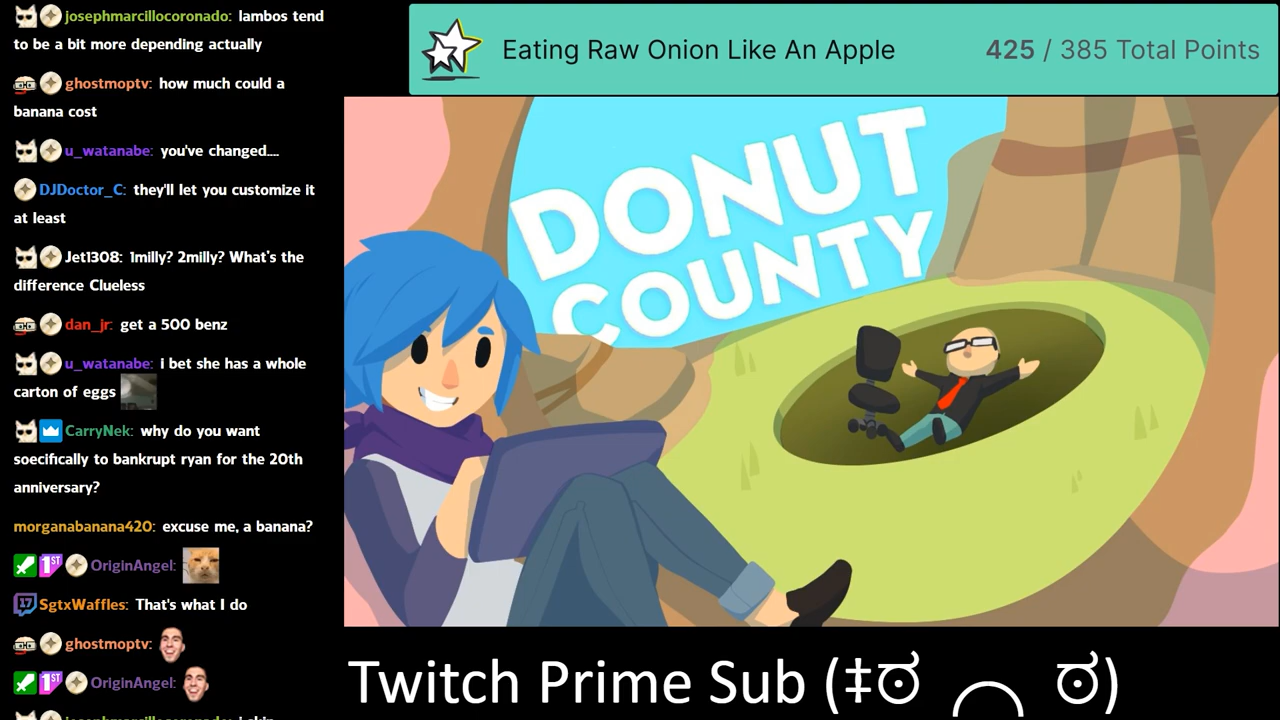 josephmarcillocoronado: lambos tend
to be a bit more depending actually
ghostmoptv: how much could a
banana cost
u_watanabe: you've changed....
DJDoctor_C: they'll let you customize it
at least
Jet1308: 1milly? 2milly? What's the
difference Clueless
dan_jr: get a 500 benz
u_watanabe: i bet she has a whole
carton of eggs
CarryNek: why do you want
soecifically to bankrupt ryan for the 20th
anniversary?
morganabanana420: excuse me, a banana?
1ST OriginAngel:
17 SgtxWaffles: That's what I do
ghostmoptv:
1ST OriginAngel:
Eating Raw Onion Like An Apple 425 / 385 Total Points
DONUT
COUNTY
Twitch Prime Sub (‡ಠ ⁔ ಠ)